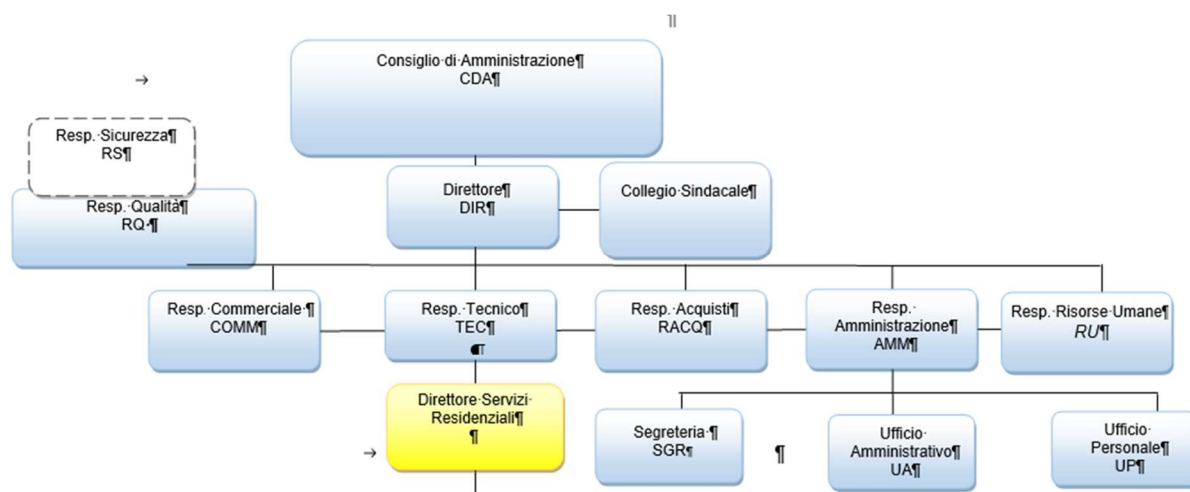 Consiglio di Amministrazione
CDA
Resp. Sicurezza
RS
Resp. Qualità
RQ
Direttore
DIR
Collegio Sindacale
Resp. Commerciale
COMM
Resp. Tecnico
TEC
Resp. Acquisti
RACQ
Resp.
Amministrazione
AMM
Resp. Risorse Umane
RU
Direttore Servizi
Residenziali
Segreteria
SGR
Ufficio
Amministrativo
UA
Ufficio
Personale
UP